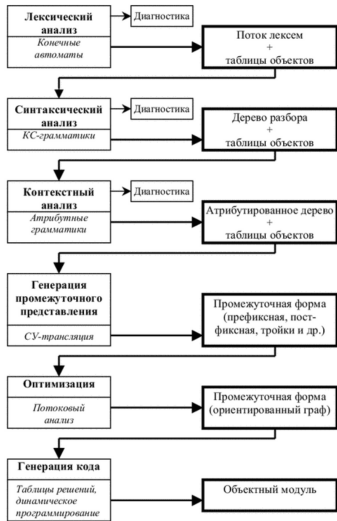 Лексический
анализ
Конечные
автоматы
Диагностика
Поток лексем
+
таблицы объектов
Синтаксический
анализ
КС-грамматики
Диагностика
Дерево разбора
+
таблицы объектов
Контекстный
анализ
Атрибутные
грамматики
Диагностика
Атрибутированное дерево
+
таблицы объектов
Генерация
промежуточного
представления
СУ-трансляция
Промежуточная форма
(префиксная, пост-
фиксная, тройки и др.)
Оптимизация
Потоковый
анализ
Промежуточная форма
(ориентированный граф)
Генерация кода
Таблицы решений,
динамическое
программирование
Объектный модуль